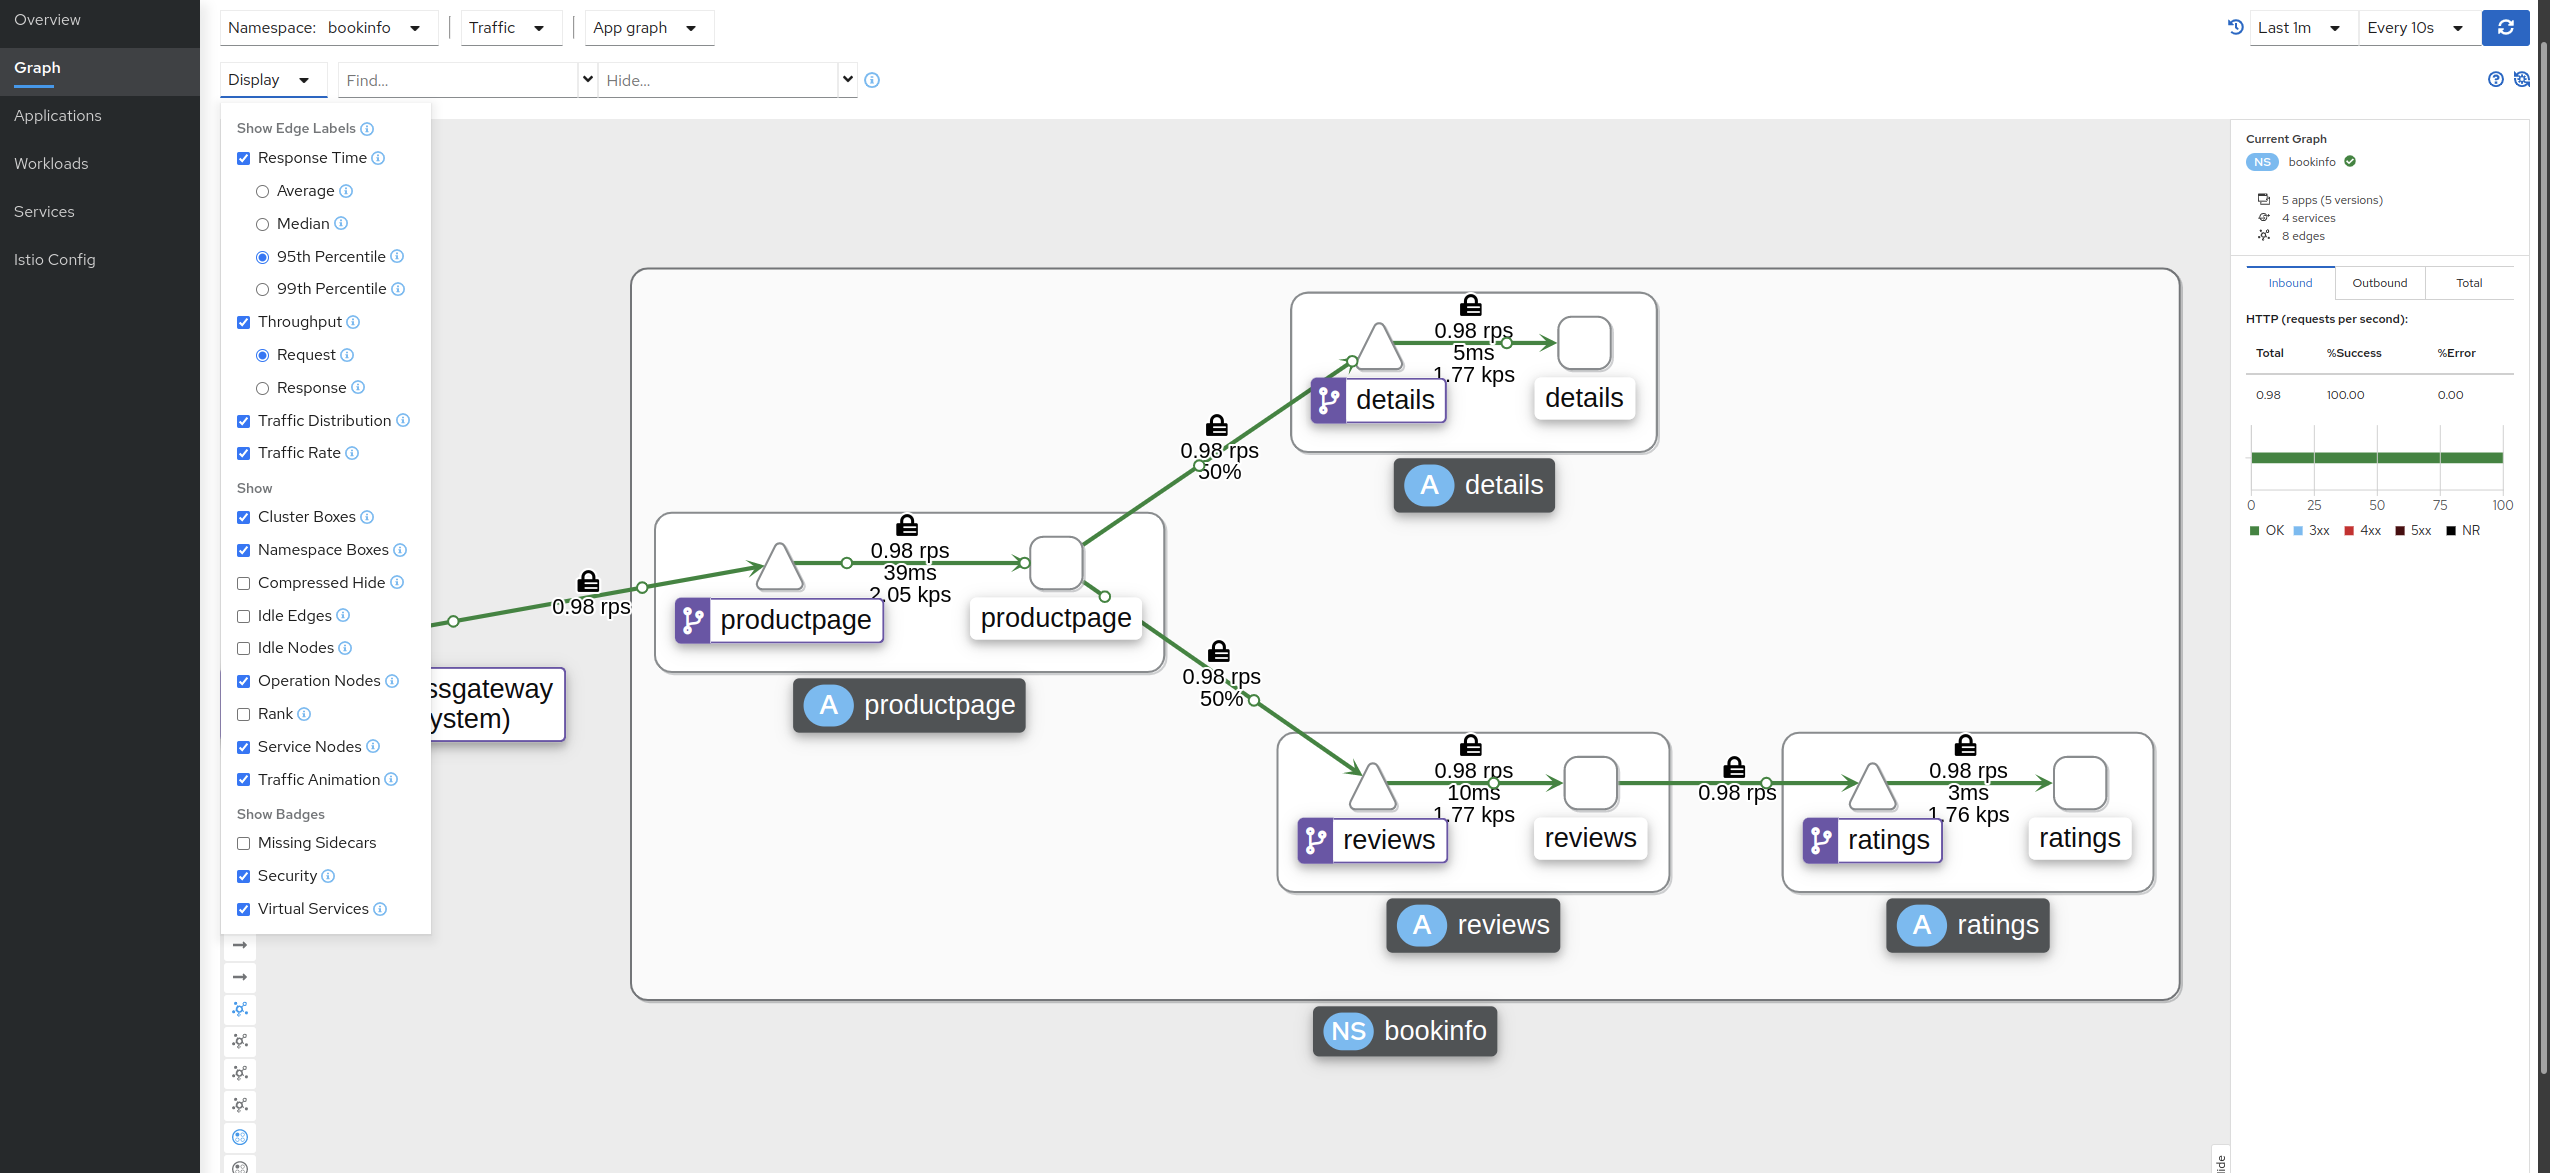 Overview
Graph
Applications
Workloads
Services
Istio Config
Namespace: bookinfo
Traffic
App graph
Last 1m
Every 10s
Display
Find...
Hide...
Show Edge Labels
Response Time
Average
Median
95th Percentile
99th Percentile
Throughput
Request
Response
Traffic Distribution
Traffic Rate
Show
Cluster Boxes
Namespace Boxes
Compressed Hide
Idle Edges
Idle Nodes
Operation Nodes
Rank
Service Nodes
Traffic Animation
Show Badges
Missing Sidecars
Security
Virtual Services
ssgateway
ystem)
0.98 rps
0.98 rps
39ms
2.05 kps
productpage
productpage
A productpage
0.98 rps
50%
0.98 rps
5ms
1.77 kps
details
details
A details
0.98 rps
50%
0.98 rps
10ms
1.77 kps
reviews
reviews
A reviews
0.98 rps
0.98 rps
3ms
1.76 kps
ratings
ratings
A ratings
NS bookinfo
Current Graph
NS bookinfo
5 apps (5 versions)
4 services
8 edges
Inbound
Outbound
Total
HTTP (requests per second):
Total %Success %Error
0.98 100.00 0.00
0 25 50 75 100
OK 3xx 4xx 5xx NR
ide